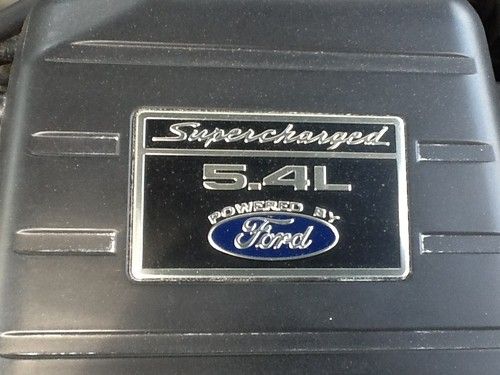 Supercharged
5.4L
POWERED BY
Ford